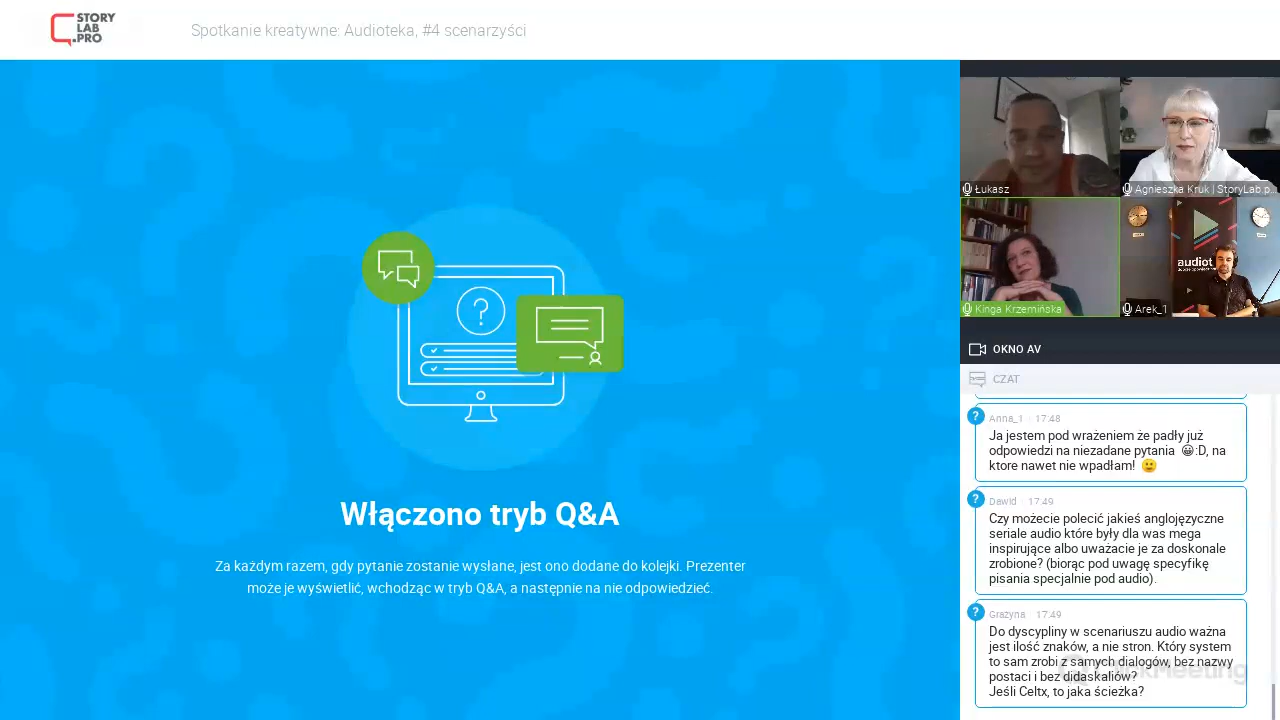 STORY
LAB
.PRO
Spotkanie kreatywne: Audioteka, #4 scenarzyści
Włączono tryb Q&A
Za każdym razem, gdy pytanie zostanie wysłane, jest ono dodane do kolejki. Prezenter
może je wyświetlić, wchodząc w tryb Q&A, a następnie na nie odpowiedzieć.
Łukasz
Agnieszka Kruk | StoryLab.p...
audiot
Kinga Krzemińska
Arek_1
OKNO AV
CZAT
Anna_1 17:48
Ja jestem pod wrażeniem że padły już
odpowiedzi na niezadane pytania 😀:D, na
ktore nawet nie wpadłam! 🙂
Dawid 17:49
Czy możecie polecić jakieś anglojęzyczne
seriale audio które były dla was mega
inspirujące albo uważacie je za doskonale
zrobione? (biorąc pod uwagę specyfikę
pisania specjalnie pod audio).
Grażyna 17:49
Do dyscypliny w scenariuszu audio ważna
jest ilość znaków, a nie stron. Który system
to sam zrobi z samych dialogów, bez nazwy
postaci i bez didaskaliów?
Jeśli Celtx, to jaka ścieżka?
ClickMeeting